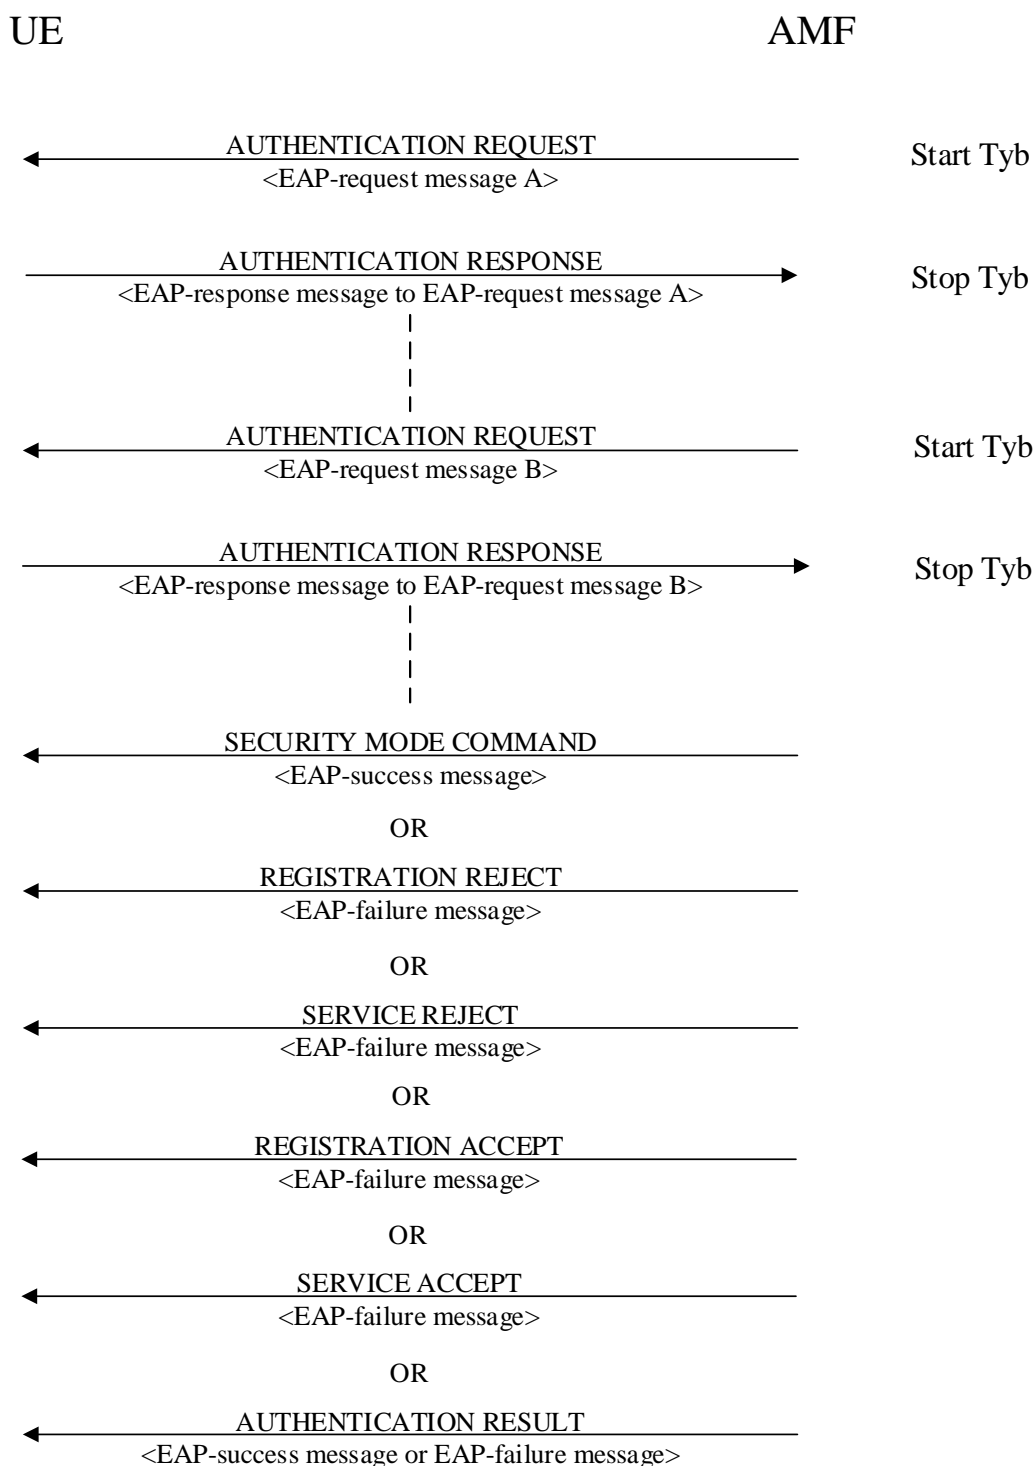 UE AMF
AUTHENTICATION REQUEST
<EAP-request message A>
Start Tyb
AUTHENTICATION RESPONSE
<EAP-response message to EAP-request message A>
Stop Tyb
AUTHENTICATION REQUEST
<EAP-request message B>
Start Tyb
AUTHENTICATION RESPONSE
<EAP-response message to EAP-request message B>
Stop Tyb
SECURITY MODE COMMAND
<EAP-success message>
OR
REGISTRATION REJECT
<EAP-failure message>
OR
SERVICE REJECT
<EAP-failure message>
OR
REGISTRATION ACCEPT
<EAP-failure message>
OR
SERVICE ACCEPT
<EAP-failure message>
OR
AUTHENTICATION RESULT
<EAP-success message or EAP-failure message>